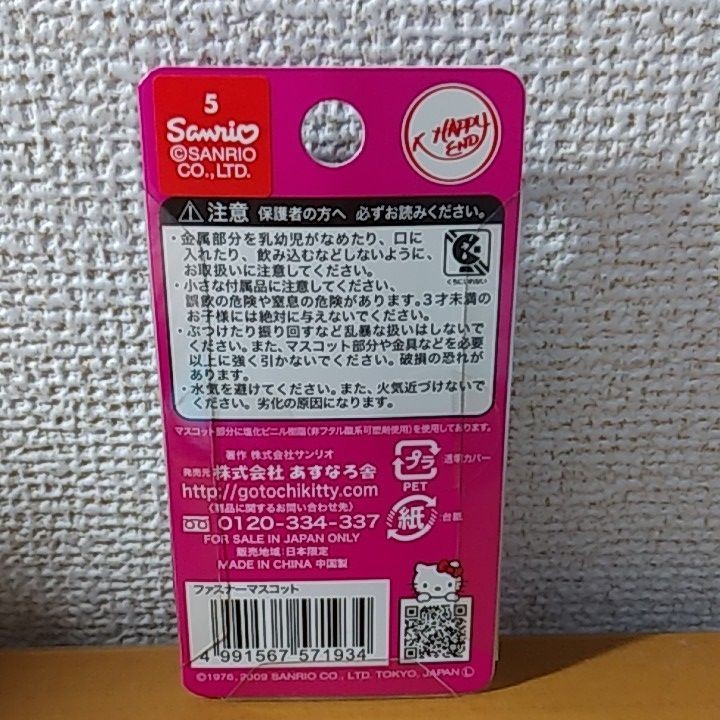 5
Sanrio
©SANRIO
CO.,LTD.
K HAPPY
END
注意 保護者の方へ 必ずお読みください。
・金属部分を乳幼児がなめたり、口に
入れたり、飲み込むなどしないように、
お取扱いに注意してください。
くちにいれない
・小さな付属品に注意してください、
誤飲の危険や窒息の危険があります。3才未満の
お子様には絶対に与えないでください。
・ぶつけたり振り回すなど乱暴な扱いはしないで
ください。また、マスコット部分や金具などを必要
以上に強く引かないでください。破損の恐れが
あります。
・水気を避けてください。また、火気近づけないで
ください。劣化の原因になります。
マスコット部分に塩化ビニル樹脂(非フタル酸系可塑剤使用)を使用しております。
著作 株式会社サンリオ
発売元 株式会社 あすなろ舎
http://gotochikitty.com
〈製品に関するお問い合わせ先〉
0120-334-337
FOR SALE IN JAPAN ONLY
販売地域:日本限定
MADE IN CHINA 中国製
プラ
PET
透明カバー
紙
台紙
ファスナーマスコット
4 991567 571934
©1976, 2009 SANRIO CO., LTD. TOKYO, JAPAN Ⓛ